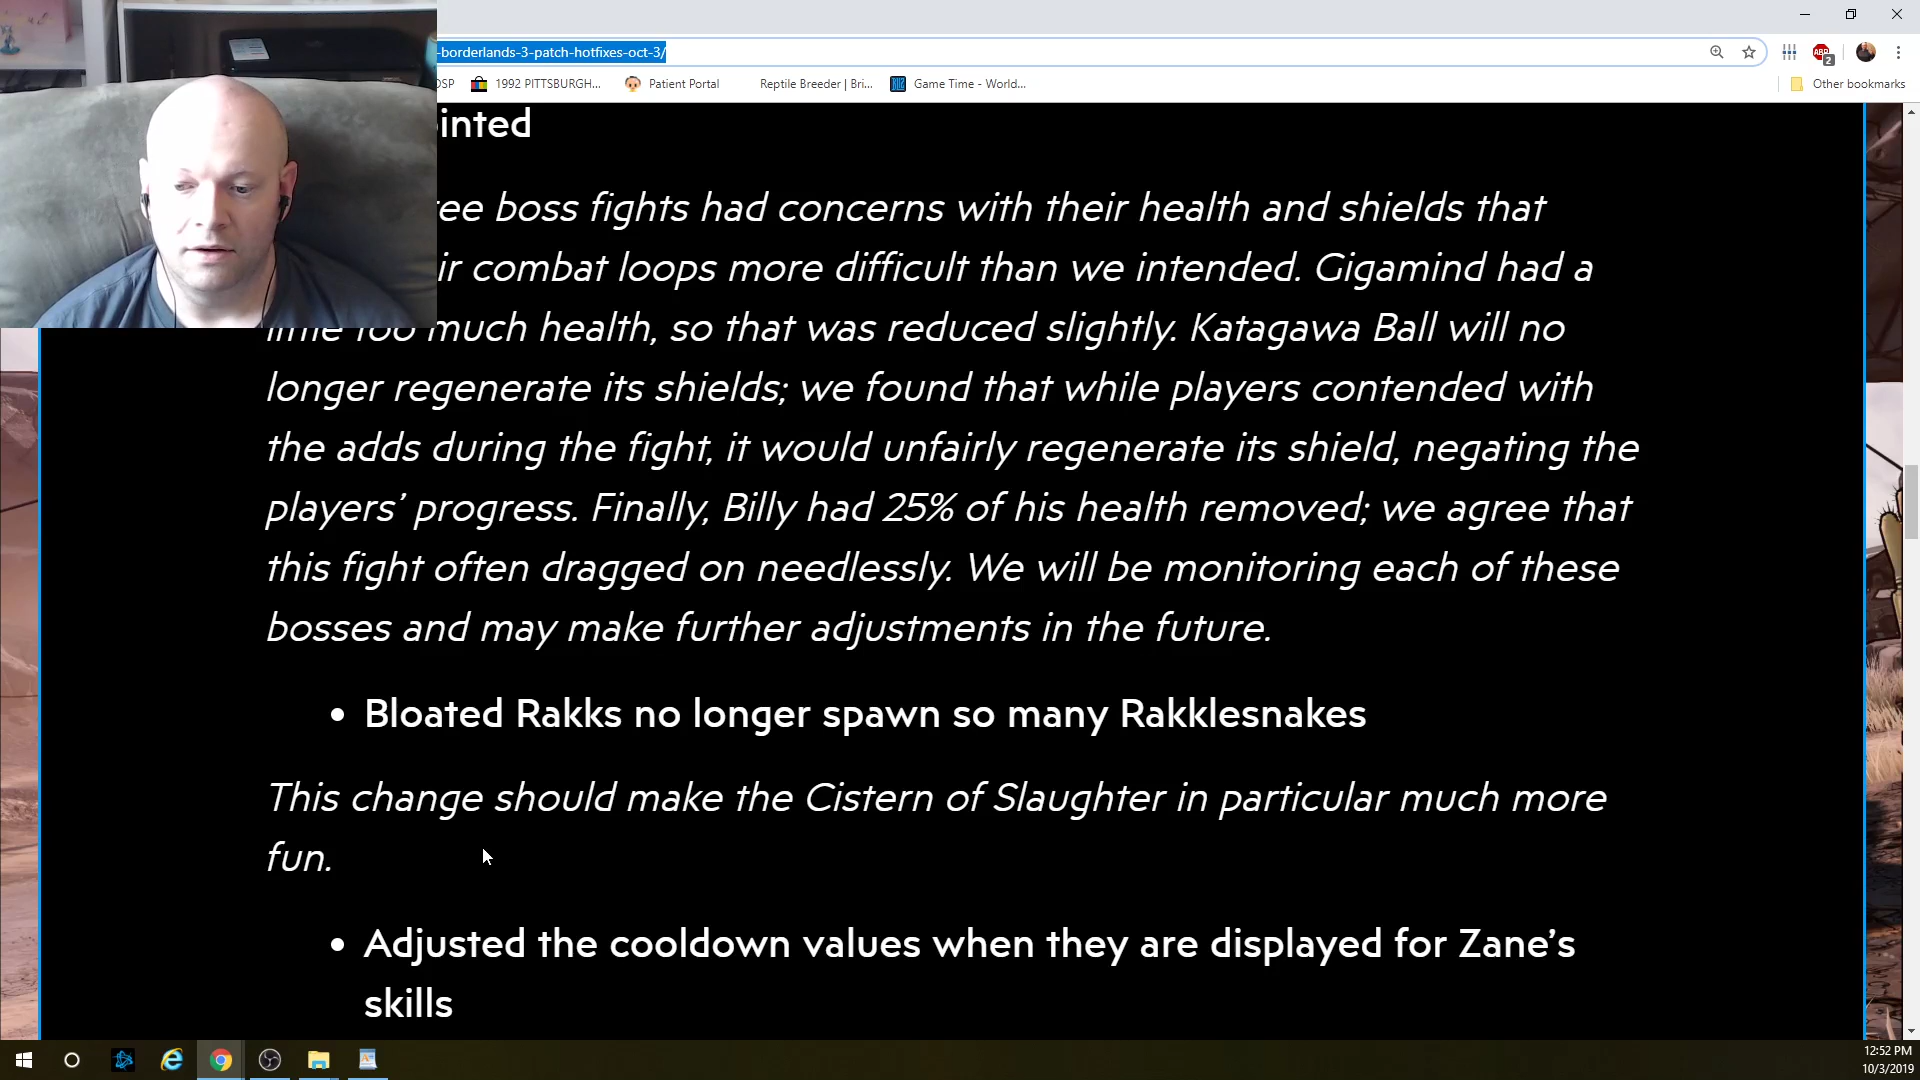 -borderlands-3-patch-hotfixes-oct-3/
ABP
2
DSP
1992 PITTSBURGH...
Patient Portal
Reptile Breeder | Bri...
Game Time - World...
Other bookmarks
inted
ee boss fights had concerns with their health and shields that
ir combat loops more difficult than we intended. Gigamind had a
little too much health, so that was reduced slightly. Katagawa Ball will no
longer regenerate its shields; we found that while players contended with
the adds during the fight, it would unfairly regenerate its shield, negating the
players’ progress. Finally, Billy had 25% of his health removed; we agree that
this fight often dragged on needlessly. We will be monitoring each of these
bosses and may make further adjustments in the future.
• Bloated Rakks no longer spawn so many Rakklesnakes
This change should make the Cistern of Slaughter in particular much more
fun.
• Adjusted the cooldown values when they are displayed for Zane’s
skills
12:52 PM
10/3/2019